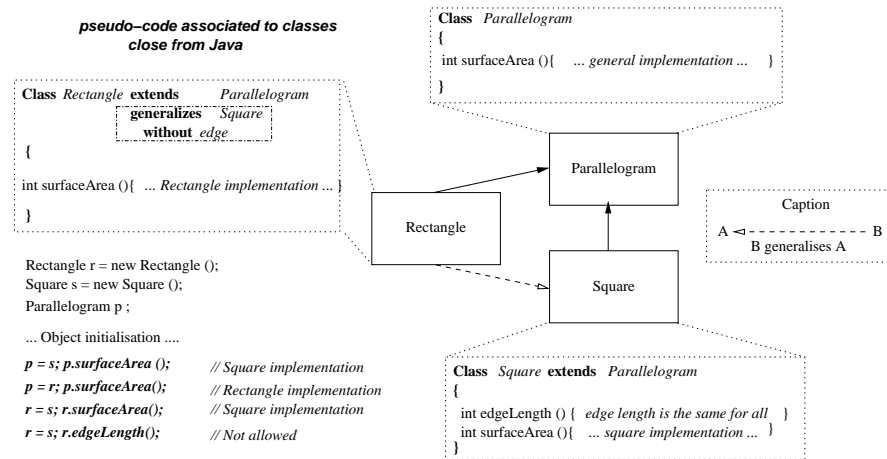 pseudo–code associated to classes
close from Java
Class Rectangle extends Parallelogram
generalizes Square
without edge
{
int surfaceArea (){ ... Rectangle implementation ... }
}
Rectangle r = new Rectangle ();
Square s = new Square ();
Parallelogram p ;
... Object initialisation ....
p = s; p.surfaceArea (); // Square implementation
p = r; p.surfaceArea(); // Rectangle implementation
r = s; r.surfaceArea(); // Square implementation
r = s; r.edgeLength(); // Not allowed
Class Parallelogram
{
int surfaceArea (){ ... general implementation ... }
}
Parallelogram
Rectangle
Square
Caption
A B
B generalises A
Class Square extends Parallelogram
{
int edgeLength () { edge length is the same for all }
int surfaceArea (){ ... square implementation ... }
}